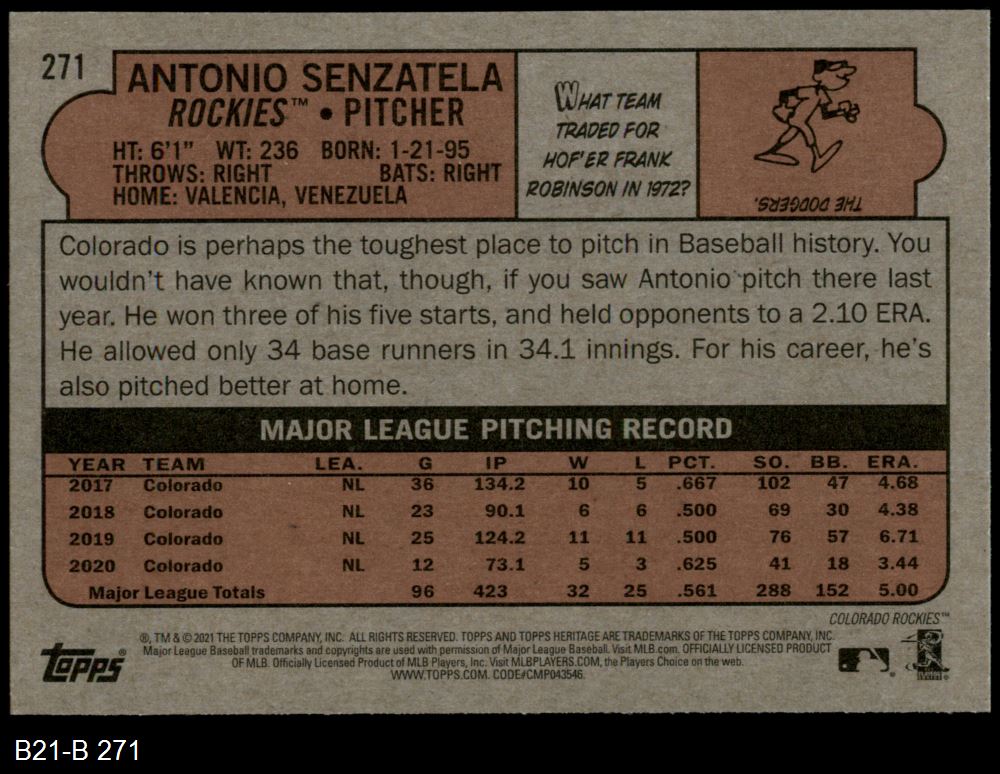 271
ANTONIO SENZATELA
ROCKIES™ • PITCHER
HT: 6'1" WT: 236 BORN: 1-21-95
THROWS: RIGHT BATS: RIGHT
HOME: VALENCIA, VENEZUELA
WHAT TEAM
TRADED FOR
HOF'ER FRANK
ROBINSON IN 1972?
THE DODGERS.
Colorado is perhaps the toughest place to pitch in Baseball history. You
wouldn't have known that, though, if you saw Antonio pitch there last
year. He won three of his five starts, and held opponents to a 2.10 ERA.
He allowed only 34 base runners in 34.1 innings. For his career, he's
also pitched better at home.
MAJOR LEAGUE PITCHING RECORD
YEAR TEAM LEA. G IP W L PCT. SO. BB. ERA.
2017 Colorado NL 36 134.2 10 5 .667 102 47 4.68
2018 Colorado NL 23 90.1 6 6 .500 69 30 4.38
2019 Colorado NL 25 124.2 11 11 .500 76 57 6.71
2020 Colorado NL 12 73.1 5 3 .625 41 18 3.44
Major League Totals 96 423 32 25 .561 288 152 5.00
COLORADO ROCKIES™
topps®
®, TM & © 2021 THE TOPPS COMPANY, INC. ALL RIGHTS RESERVED. TOPPS AND TOPPS HERITAGE ARE TRADEMARKS OF THE TOPPS COMPANY, INC.
Major League Baseball trademarks and copyrights are used with permission of Major League Baseball. Visit MLB.com. OFFICIALLY LICENSED PRODUCT
OF MLB. Officially Licensed Product of MLB Players, Inc. Visit MLBPLAYERS.COM, the Players Choice on the web.
WWW.TOPPS.COM. CODE#CMP043546.
B21-B 271